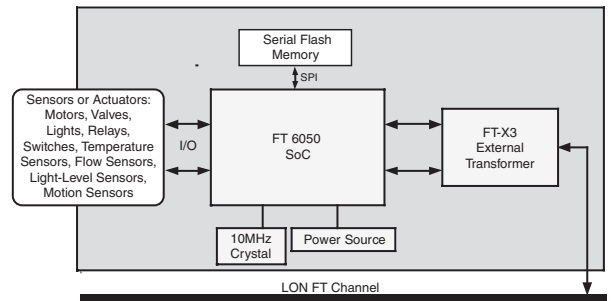 Serial Flash
Memory
SPI
Sensors or Actuators:
Motors, Valves,
Lights, Relays,
Switches, Temperature
Sensors, Flow Sensors,
Light-Level Sensors,
Motion Sensors
I/O
FT 6050
SoC
FT-X3
External
Transformer
10MHz
Crystal
Power Source
LON FT Channel